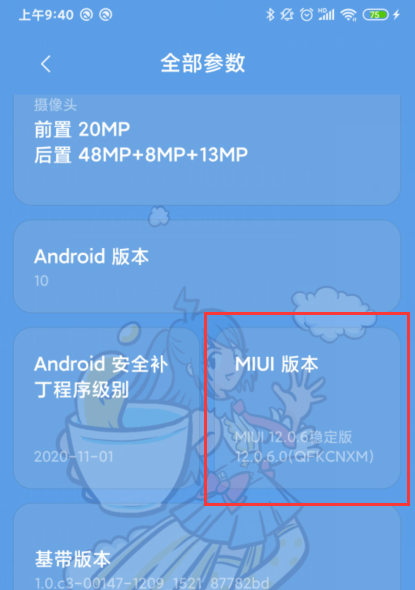 上午9:40
HD
75
全部参数
摄像头
前置 20MP
后置 48MP+8MP+13MP
Android 版本
10
Android 安全补
丁程序级别
2020-11-01
MIUI 版本
MIUI 12.0.6稳定版
12.0.6.0(QFKCNXM)
基带版本
1.0.c3-00147-1209_1521_87782bd